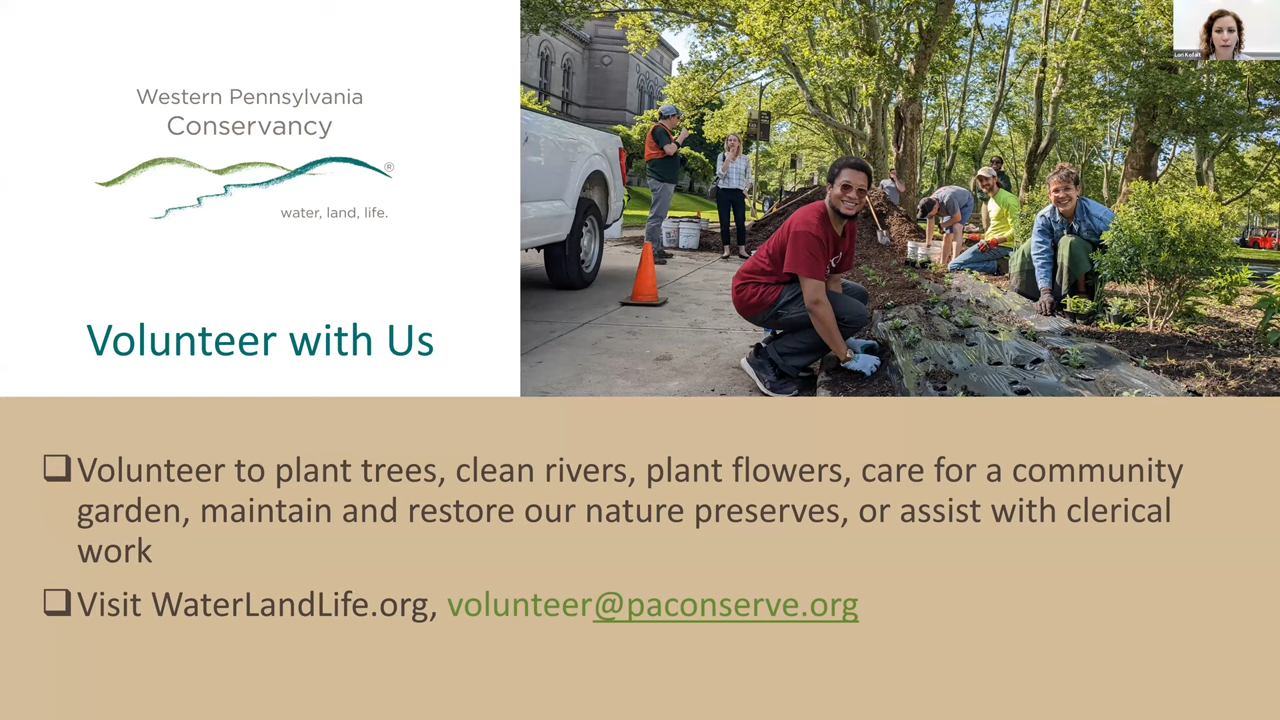 Western Pennsylvania
Conservancy
®
water, land, life.
Volunteer with Us
Lori Kofalt
❑Volunteer to plant trees, clean rivers, plant flowers, care for a community
garden, maintain and restore our nature preserves, or assist with clerical
work
❑Visit WaterLandLife.org, volunteer@paconserve.org